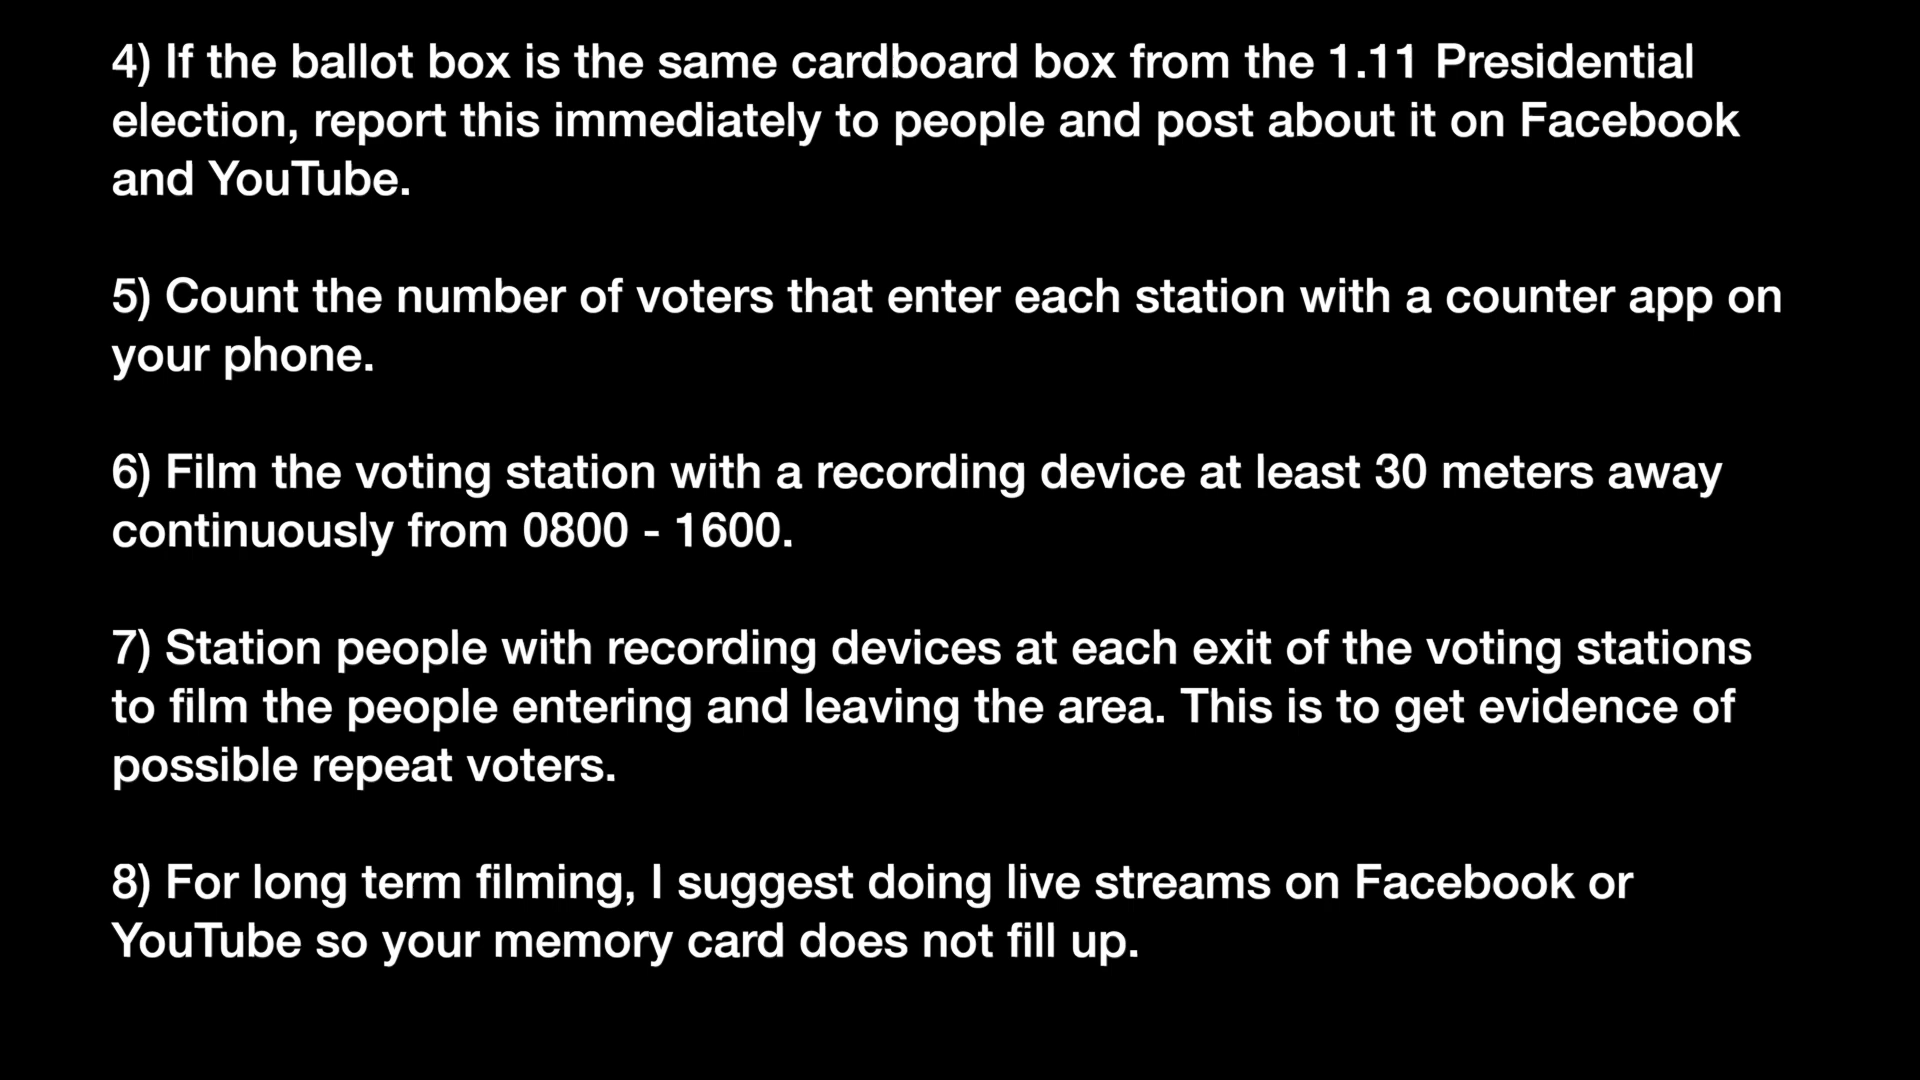 4) If the ballot box is the same cardboard box from the 1.11 Presidential
election, report this immediately to people and post about it on Facebook
and YouTube.
5) Count the number of voters that enter each station with a counter app on
your phone.
6) Film the voting station with a recording device at least 30 meters away
continuously from 0800 - 1600.
7) Station people with recording devices at each exit of the voting stations
to film the people entering and leaving the area. This is to get evidence of
possible repeat voters.
8) For long term filming, I suggest doing live streams on Facebook or
YouTube so your memory card does not fill up.